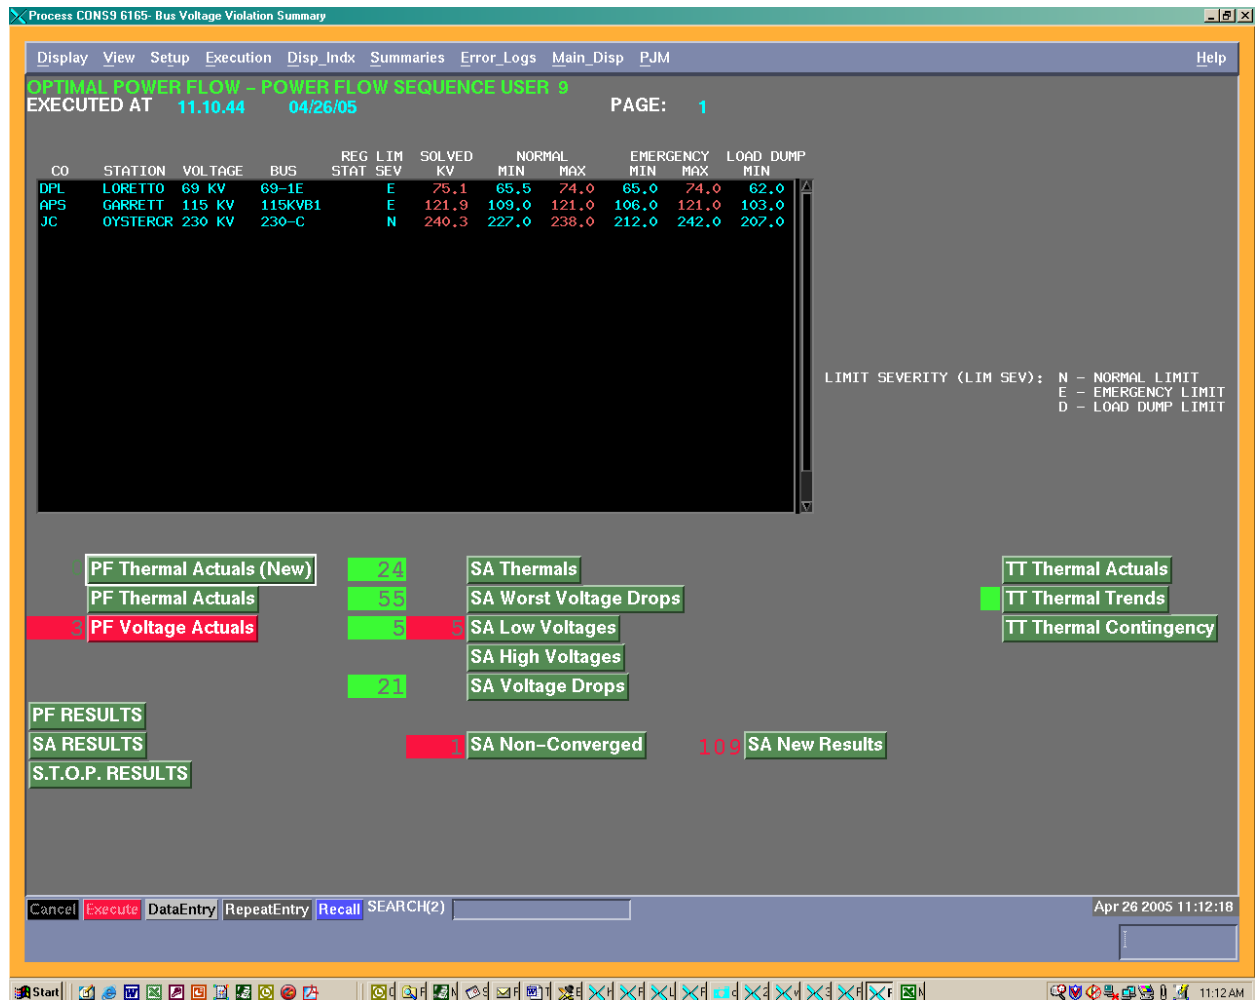 Process CONS9 6165- Bus Voltage Violation Summary
Display View Setup Execution Disp_Indx Summaries Error_Logs Main_Disp PJM Help
OPTIMAL POWER FLOW - POWER FLOW SEQUENCE USER 9
EXECUTED AT 11.10.44 04/26/05 PAGE: 1
REG LIM SOLVED NORMAL EMERGENCY LOAD DUMP
CO STATION VOLTAGE BUS STAT SEV KV MIN MAX MIN MAX MIN
DPL LORETTO 69 KV 69-1E E 75.1 65.5 74.0 65.0 74.0 62.0
APS GARRETT 115 KV 115KVB1 E 121.9 109.0 121.0 106.0 121.0 103.0
JC OYSTERCR 230 KV 230-C N 240.3 227.0 238.0 212.0 242.0 207.0
LIMIT SEVERITY (LIM SEV): N - NORMAL LIMIT
E - EMERGENCY LIMIT
D - LOAD DUMP LIMIT
PF Thermal Actuals (New) 24 SA Thermals TT Thermal Actuals
PF Thermal Actuals 55 SA Worst Voltage Drops TT Thermal Trends
3 PF Voltage Actuals 5 5 SA Low Voltages TT Thermal Contingency
SA High Voltages
21 SA Voltage Drops
PF RESULTS
SA RESULTS 1 SA Non-Converged 109 SA New Results
S.T.O.P. RESULTS
Cancel Execute DataEntry RepeatEntry Recall SEARCH(2) Apr 26 2005 11:12:18
Start 11:12 AM